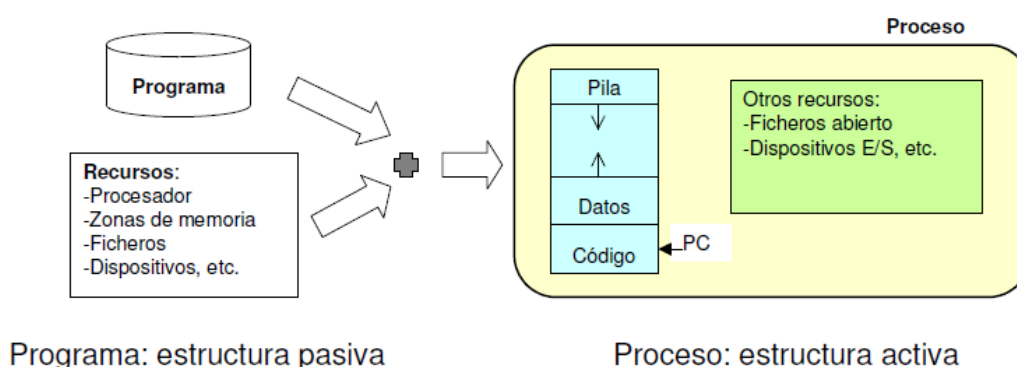 Programa
Recursos:
-Procesador
-Zonas de memoria
-Ficheros
-Dispositivos, etc.
Proceso
Pila
Datos
Código
PC
Otros recursos:
-Ficheros abierto
-Dispositivos E/S, etc.
Programa: estructura pasiva
Proceso: estructura activa